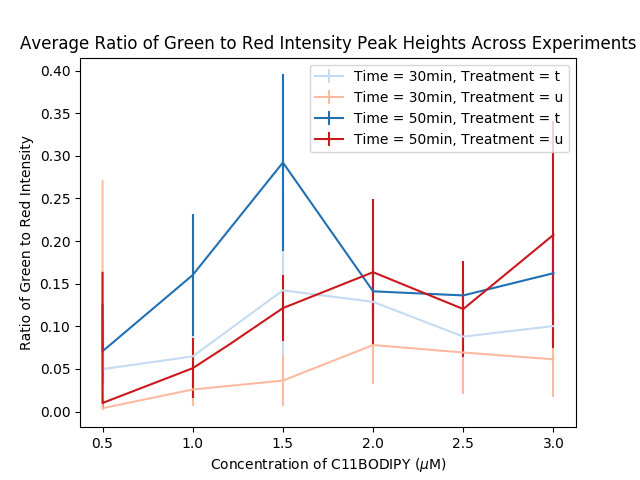 Average Ratio of Green to Red Intensity Peak Heights Across Experiments
Time = 30min, Treatment = t
Time = 30min, Treatment = u
Time = 50min, Treatment = t
Time = 50min, Treatment = u
Ratio of Green to Red Intensity
0.40
0.35
0.30
0.25
0.20
0.15
0.10
0.05
0.00
0.5 1.0 1.5 2.0 2.5 3.0
Concentration of C11BODIPY (μM)